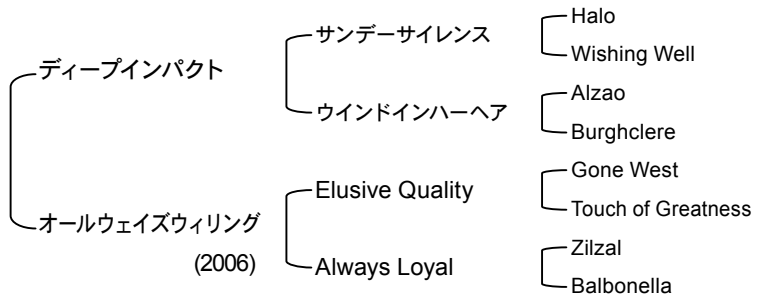 Halo
サンデーサイレンス
Wishing Well
ディープインパクト
Alzao
ウインドインハーヘア
Burghclere
Gone West
Elusive Quality
Touch of Greatness
オールウェイズウィリング
(2006)
Zilzal
Always Loyal
Balbonella